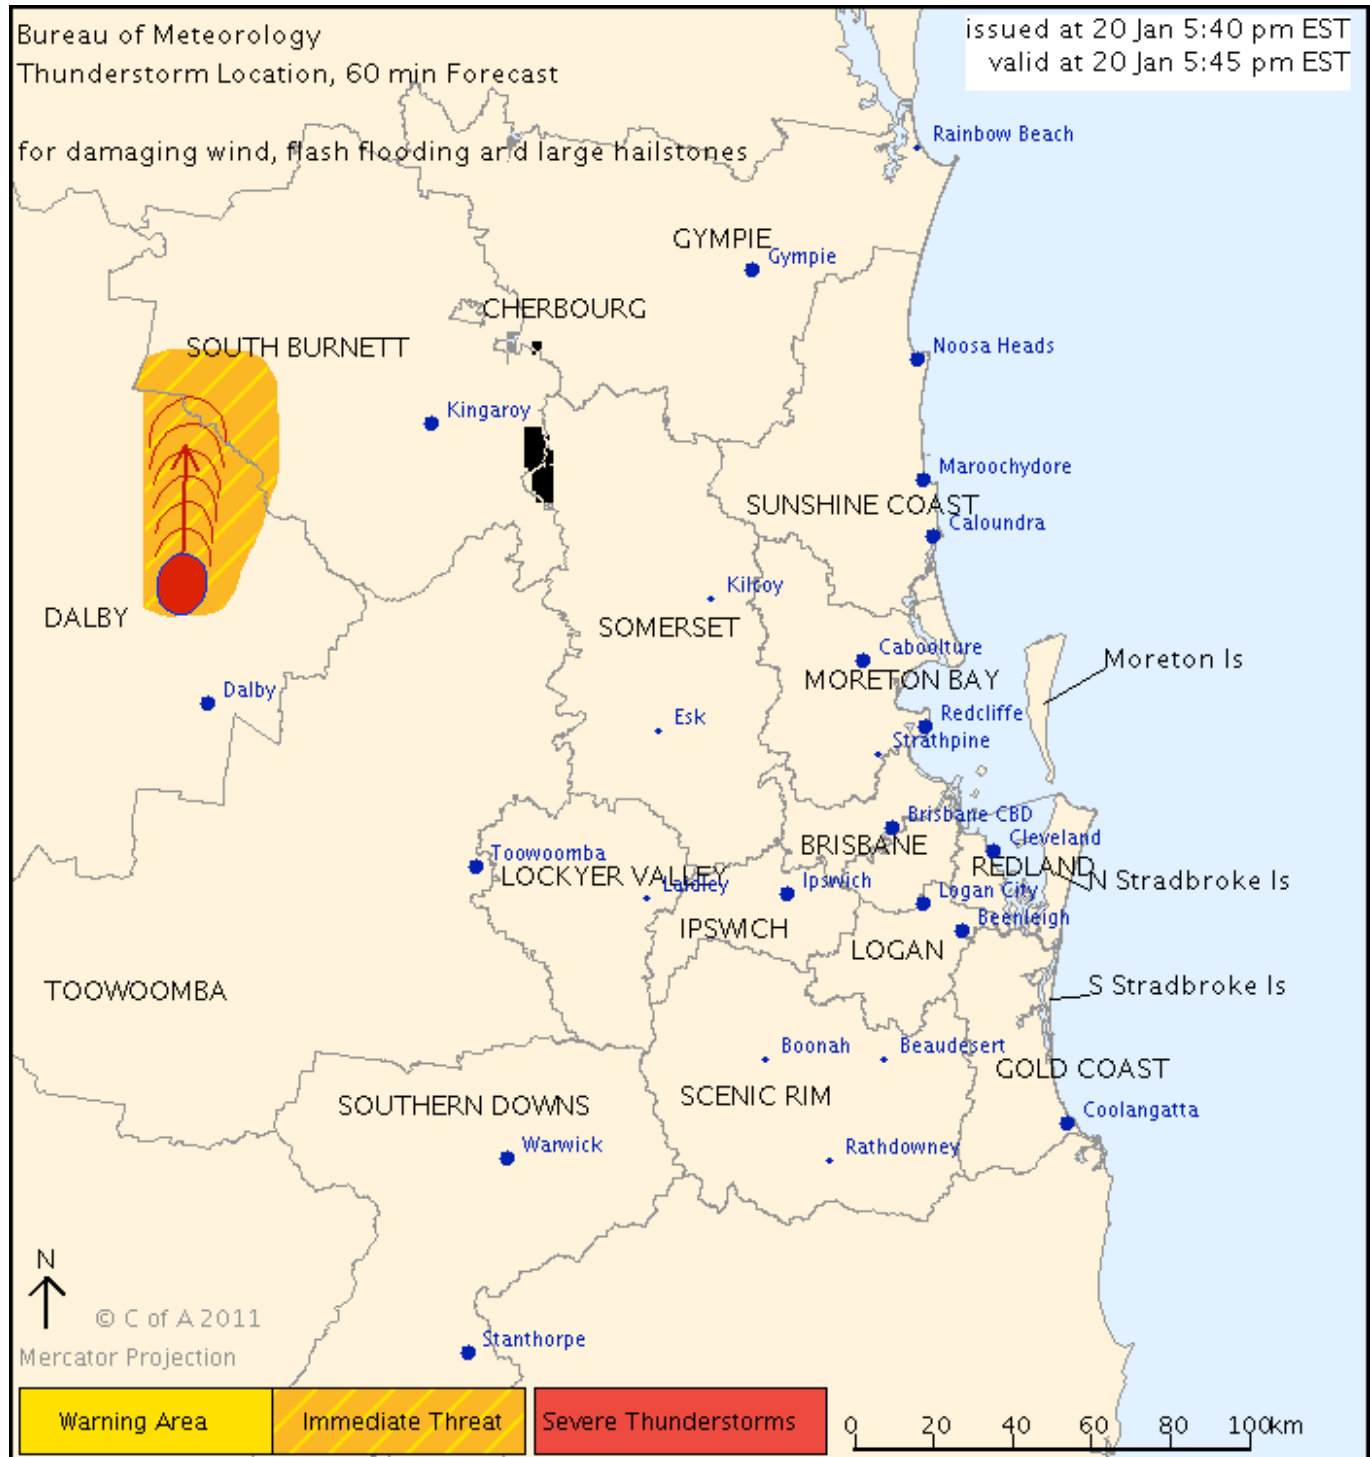 Bureau of Meteorology
issued at 20 Jan 5:40 pm EST
Thunderstorm Location, 60 min Forecast
valid at 20 Jan 5:45 pm EST
for damaging wind, flash flooding and large hailstones
Rainbow Beach
GYMPIE
Gympie
CHERBOURG
SOUTH BURNETT
Noosa Heads
Kingaroy
Maroochydore
SUNSHINE COAST
Caloundra
Kilcoy
DALBY
SOMERSET
Caboolture
Moreton Is
MORETON BAY
Dalby
Esk
Redcliffe
Strathpine
Brisbane CBD
BRISBANE
Cleveland
Toowoomba
LOCKYER VALLEY
REDLAND
Laidley
Ipswich
Logan City
N Stradbroke Is
IPSWICH
Beenleigh
LOGAN
TOOWOOMBA
S Stradbroke Is
Boonah
Beaudesert
GOLD COAST
SOUTHERN DOWNS
SCENIC RIM
Coolangatta
Warwick
Rathdowney
N
© C of A 2011
Stanthorpe
Mercator Projection
Warning Area
Immediate Threat
Severe Thunderstorms
0 20 40 60 80 100km